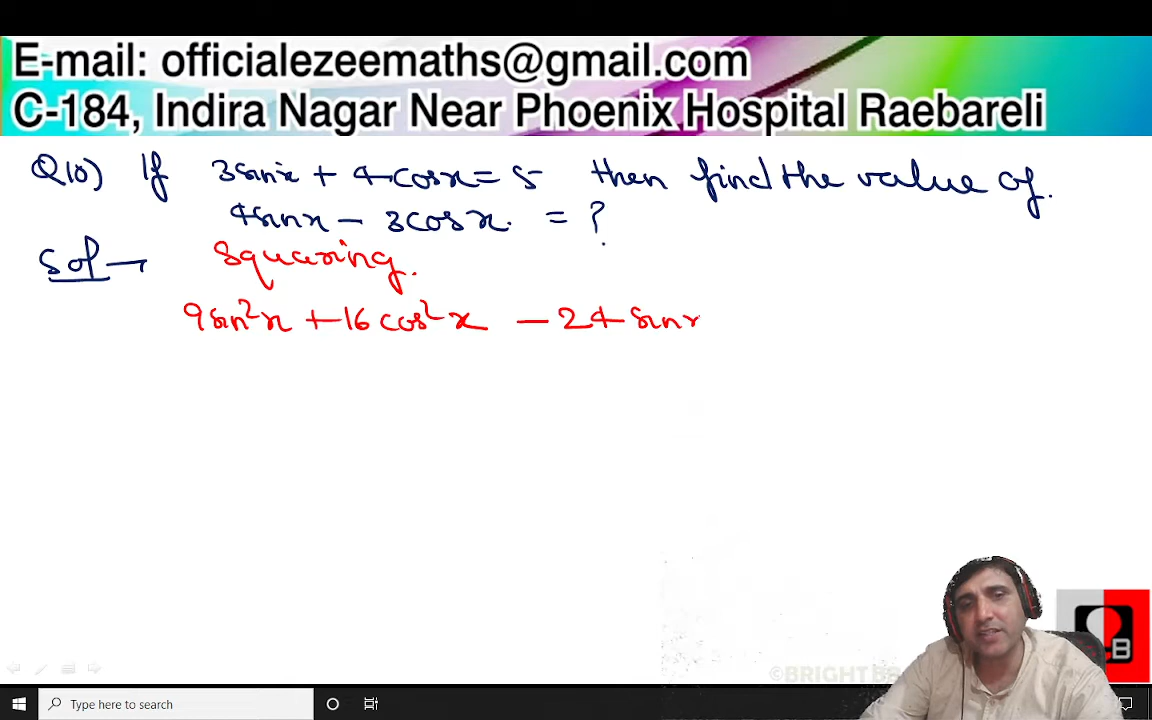 E-mail: officialezeemaths@gmail.com
C-184, Indira Nagar Near Phoenix Hospital Raebareli
Q10) If 3sinx + 4cosx = 5 then find the value of.
4sinx - 3cosx. = ?
Sol→ Squaring.
9sin²x + 16cos²x - 24sinx
©BRIGHT B
B
Type here to search